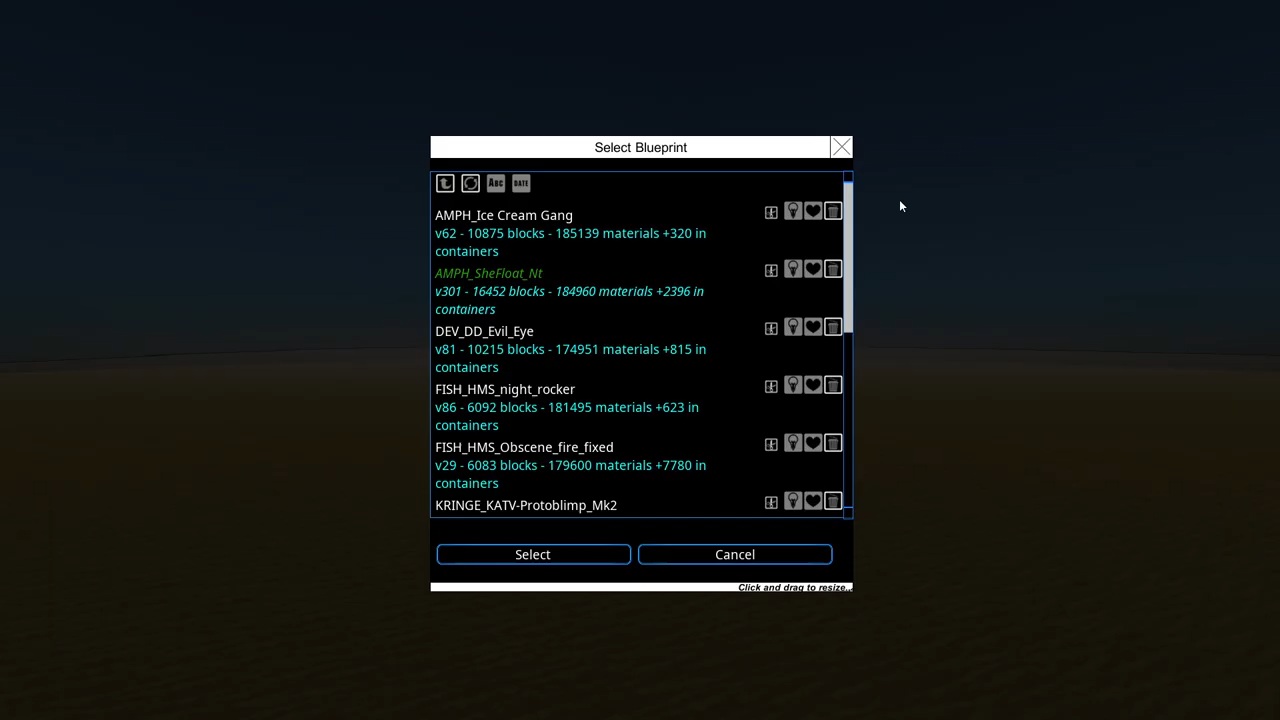 Select Blueprint
ABC DATE
AMPH_Ice Cream Gang
v62 - 10875 blocks - 185139 materials +320 in
containers
AMPH_SheFloat_Nt
v301 - 16452 blocks - 184960 materials +2396 in
containers
DEV_DD_Evil_Eye
v81 - 10215 blocks - 174951 materials +815 in
containers
FISH_HMS_night_rocker
v86 - 6092 blocks - 181495 materials +623 in
containers
FISH_HMS_Obscene_fire_fixed
v29 - 6083 blocks - 179600 materials +7780 in
containers
KRINGE_KATV-Protoblimp_Mk2
Select Cancel
Click and drag to resize...